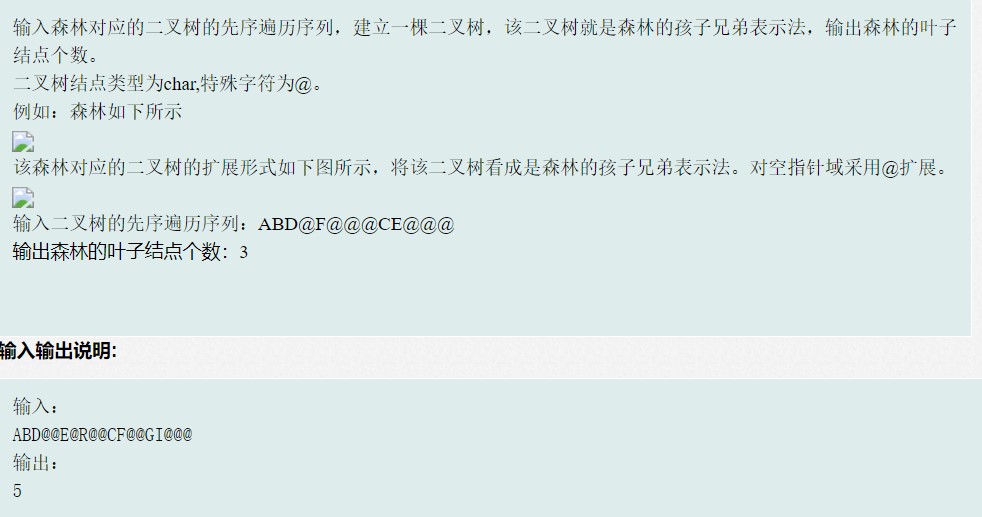 输入森林对应的二叉树的先序遍历序列，建立一棵二叉树，该二叉树就是森林的孩子兄弟表示法，输出森林的叶子
结点个数。
二叉树结点类型为char,特殊字符为@。
例如：森林如下所示
该森林对应的二叉树的扩展形式如下图所示，将该二叉树看成是森林的孩子兄弟表示法。对空指针域采用@扩展。
输入二叉树的先序遍历序列：ABD@F@@@CE@@@
输出森林的叶子结点个数：3
输入输出说明:
输入：
ABD@@E@R@@CF@@GI@@@
输出：
5